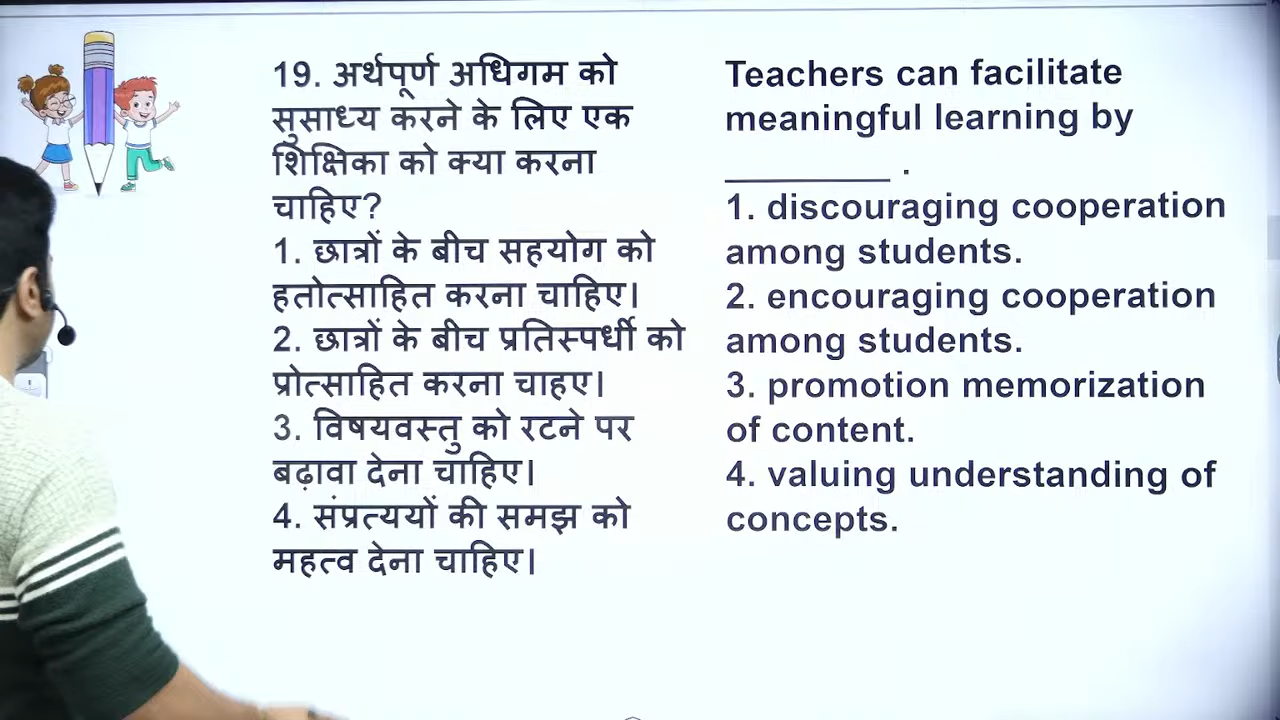 19. अर्थपूर्ण अधिगम को
सुसाध्य करने के लिए एक
शिक्षिका को क्या करना
चाहिए?
1. छात्रों के बीच सहयोग को
हतोत्साहित करना चाहिए।
2. छात्रों के बीच प्रतिस्पर्धी को
प्रोत्साहित करना चाहए।
3. विषयवस्तु को रटने पर
बढ़ावा देना चाहिए।
4. संप्रत्ययों की समझ को
महत्व देना चाहिए।
Teachers can facilitate
meaningful learning by
________ .
1. discouraging cooperation
among students.
2. encouraging cooperation
among students.
3. promotion memorization
of content.
4. valuing understanding of
concepts.